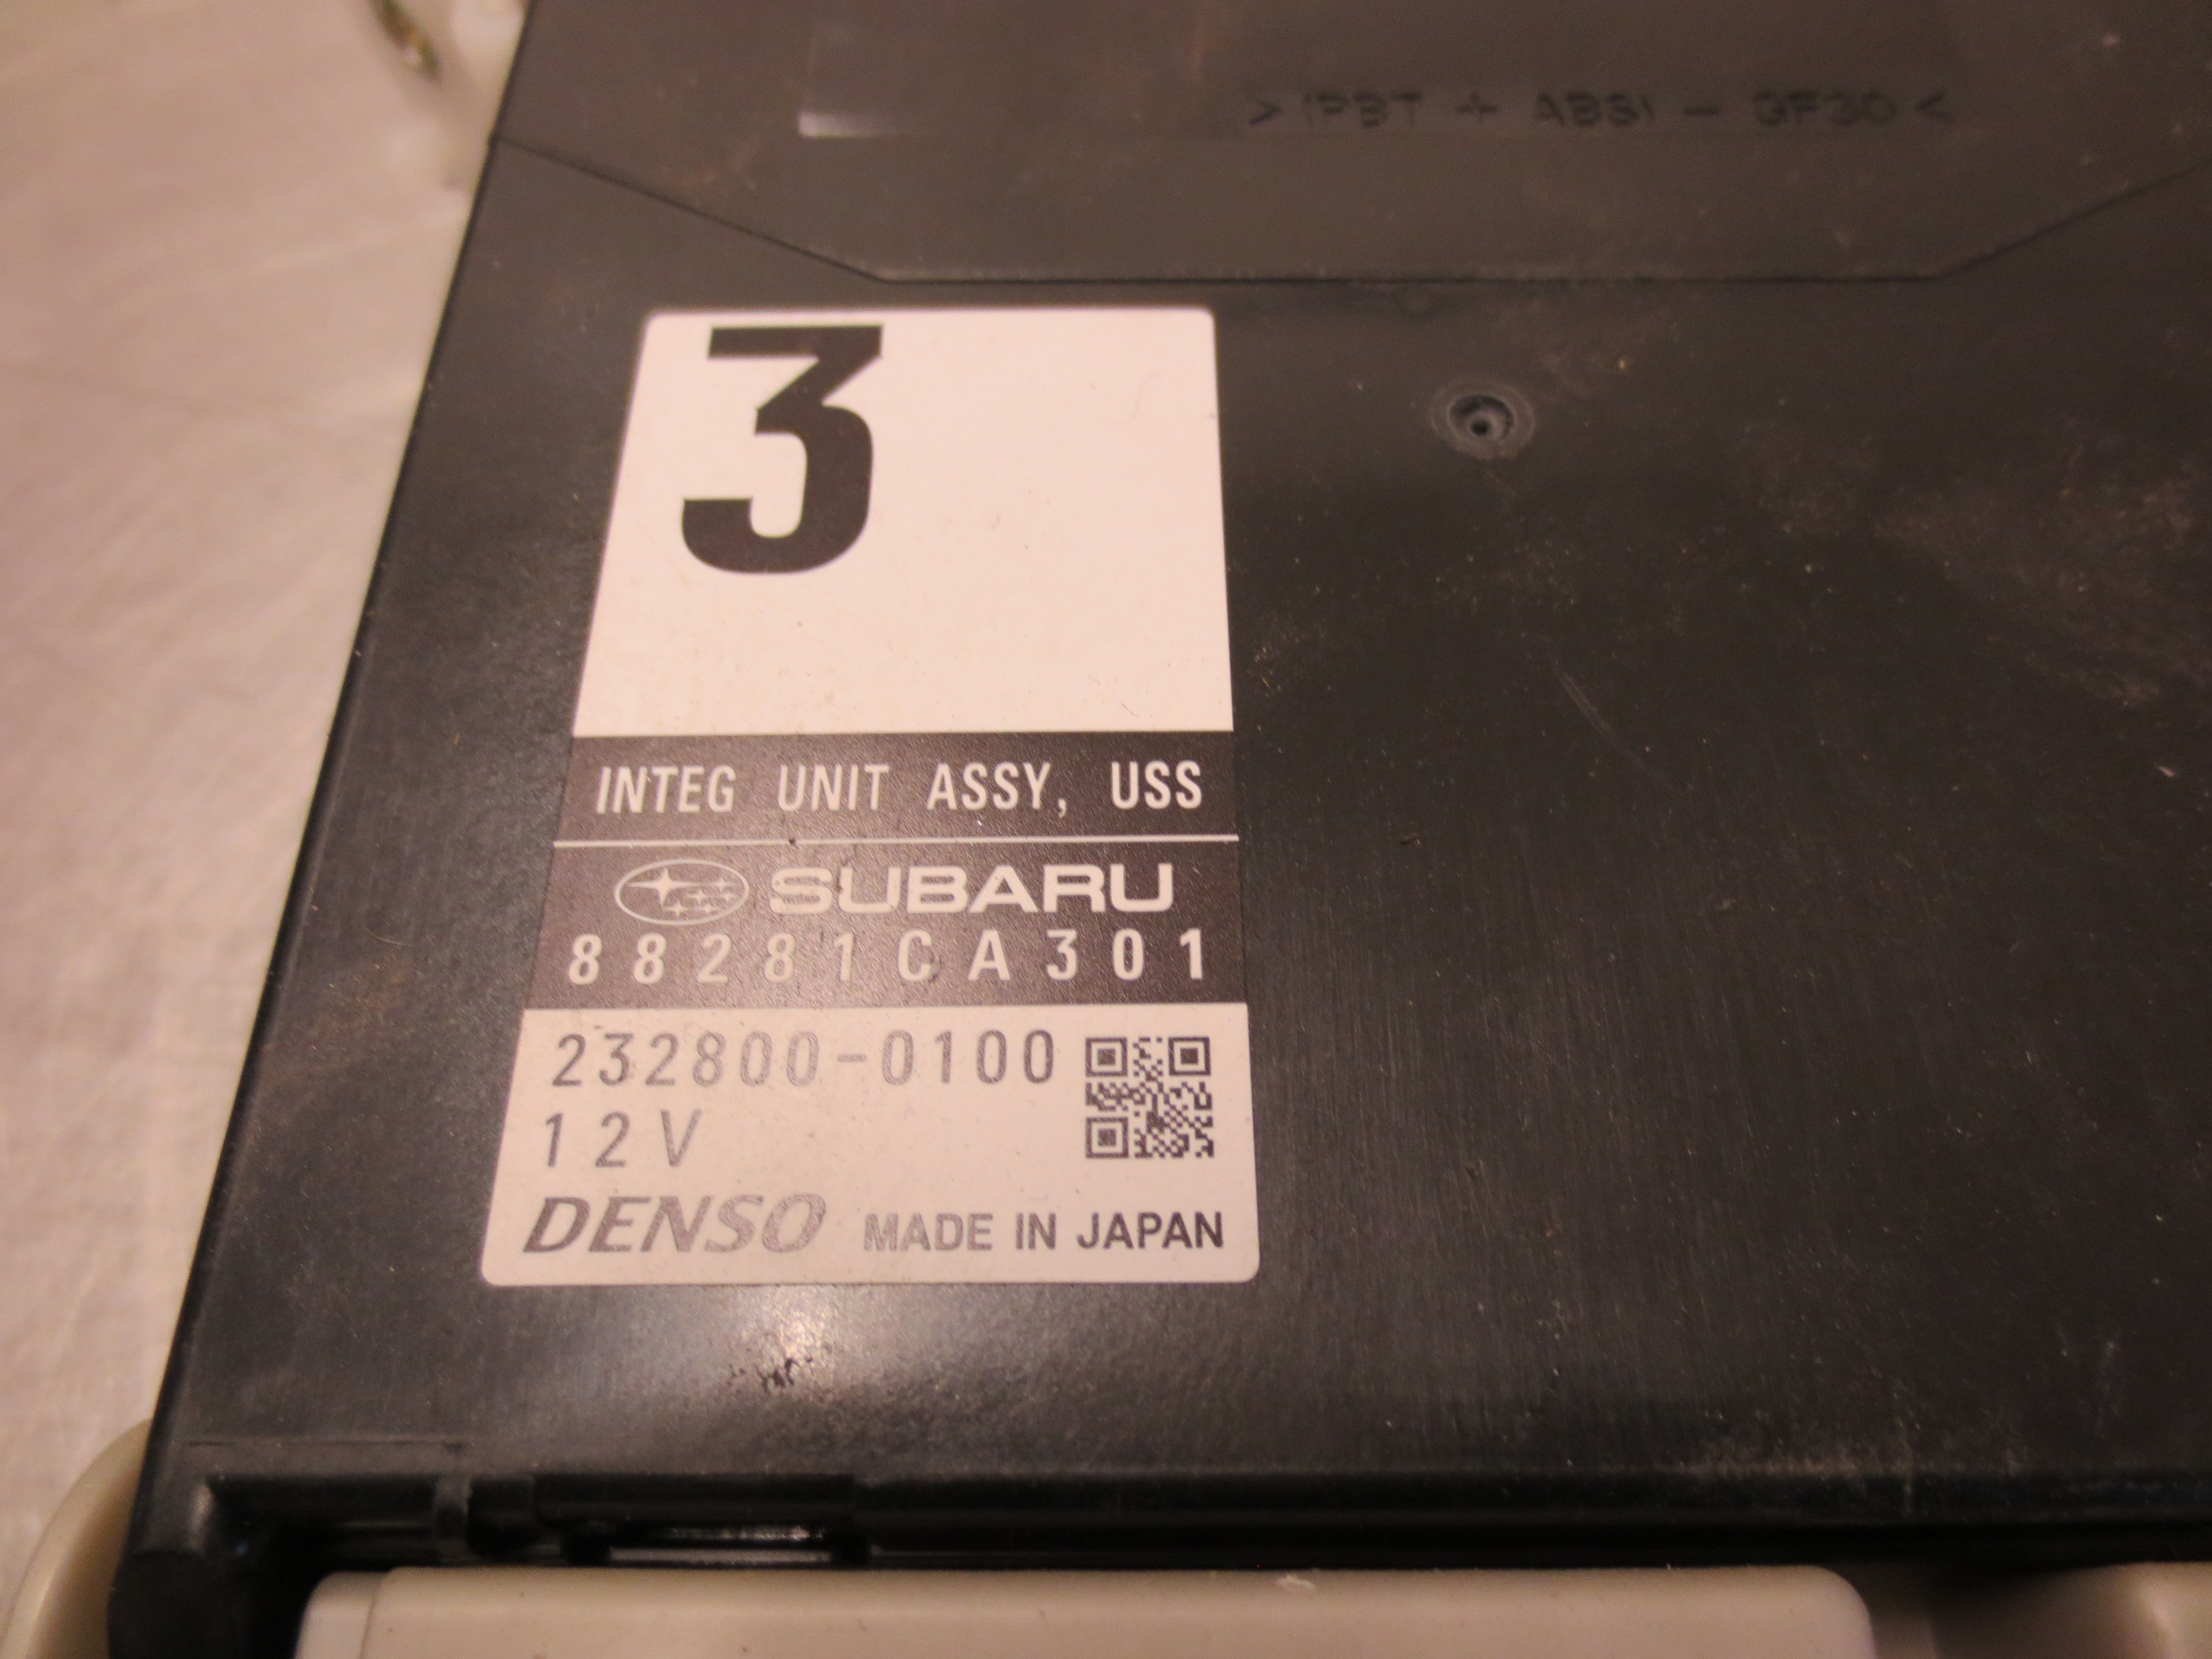 >(PBT + ABS) - GF30<
3
INTEG UNIT ASSY, USS
SUBARU
88281CA301
232800-0100
12V
DENSO MADE IN JAPAN